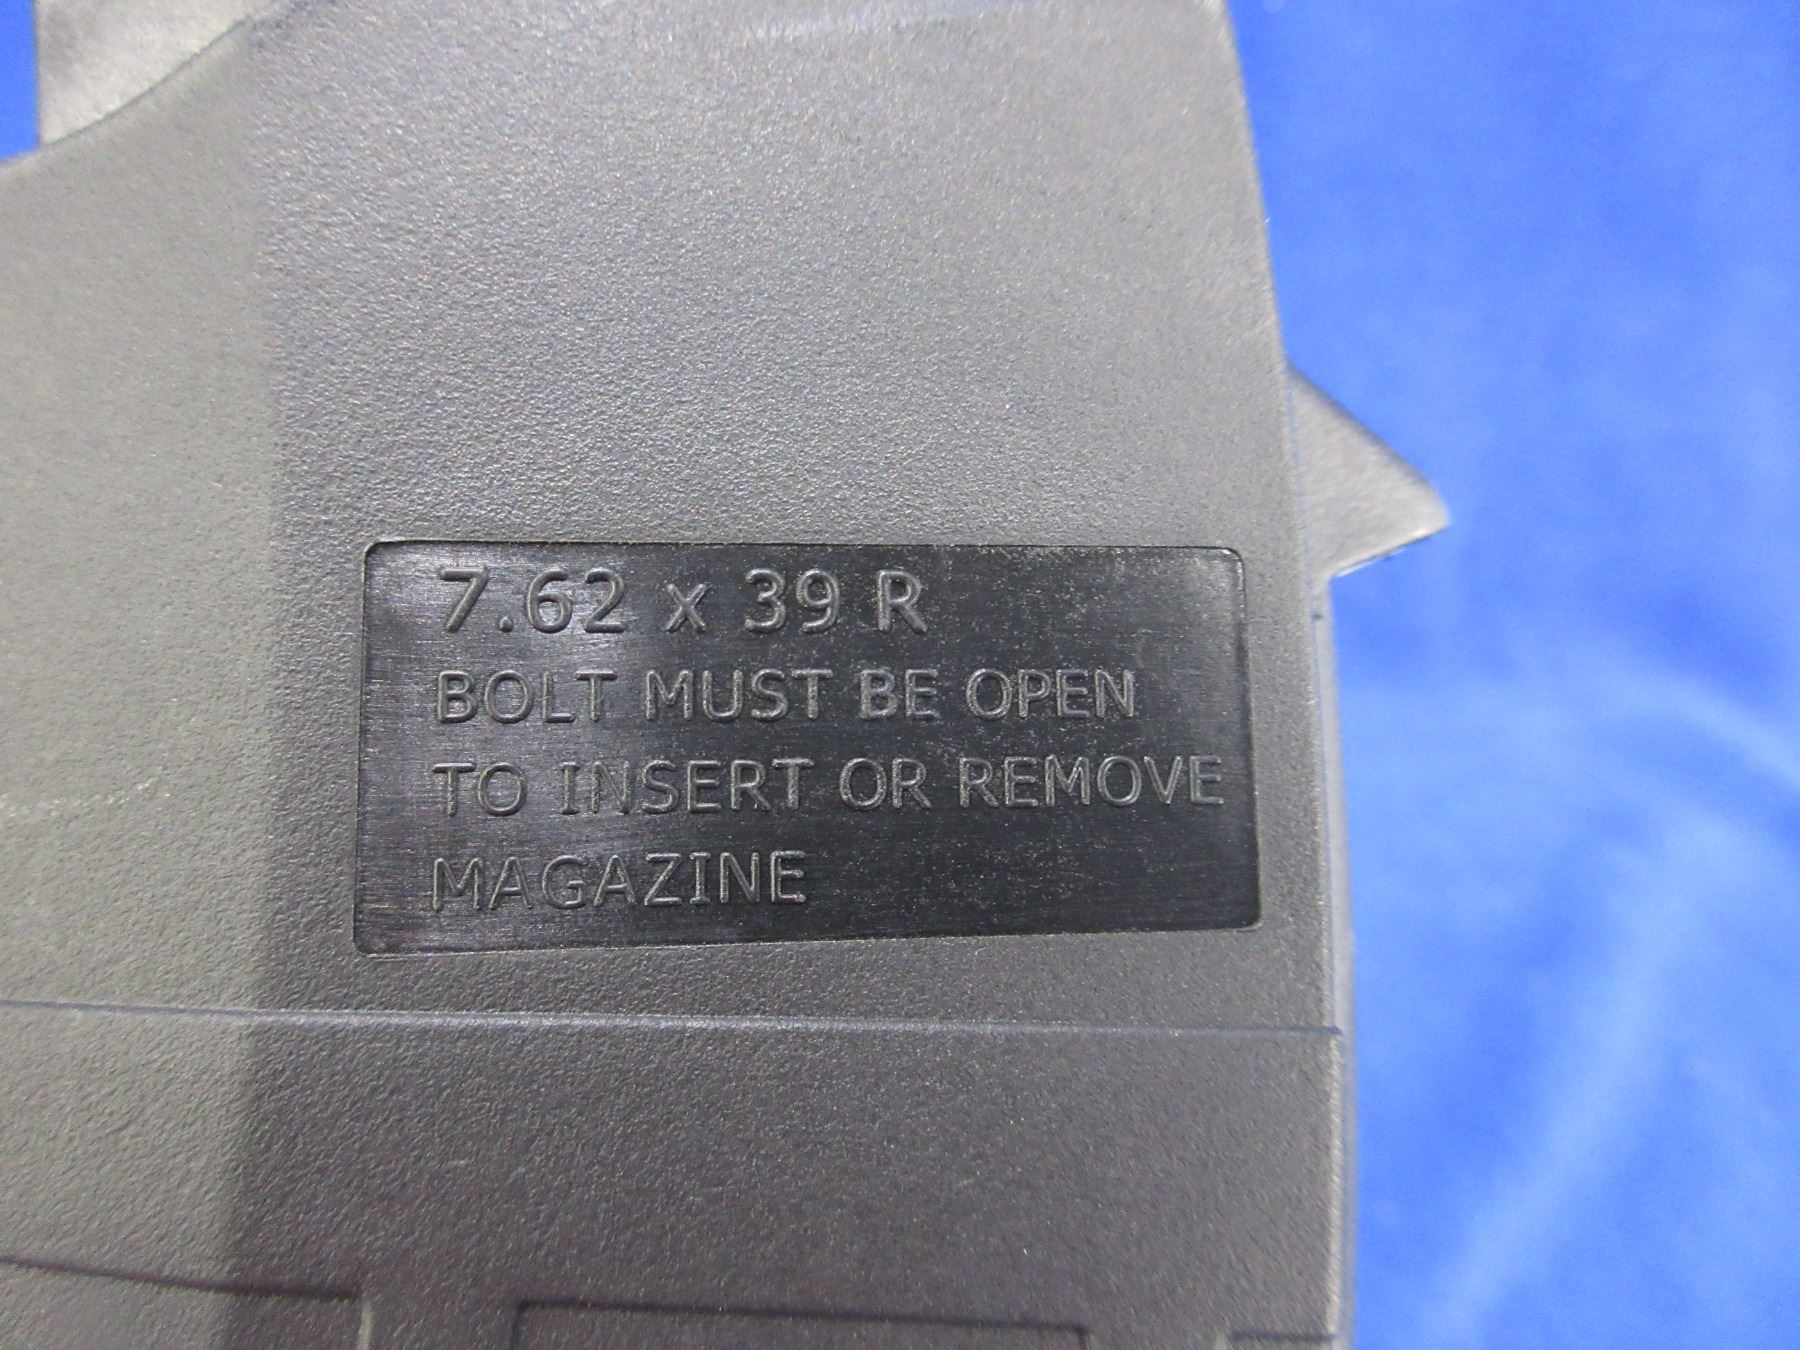 7.62 x 39 R
BOLT MUST BE OPEN
TO INSERT OR REMOVE
MAGAZINE